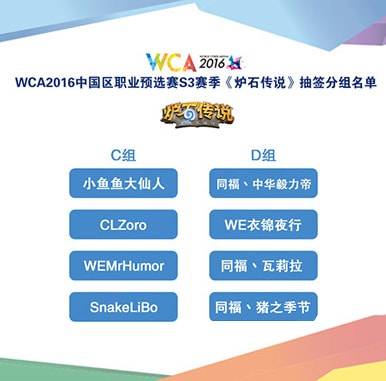 WCA 2016
WCA2016中国区职业预选赛S3赛季《炉石传说》抽签分组名单
炉石传说
C组 D组
小鱼鱼大仙人 同福、中华毅力帝
CLZoro WE衣锦夜行
WEMrHumor 同福、瓦莉拉
SnakeLiBo 同福、猪之季节